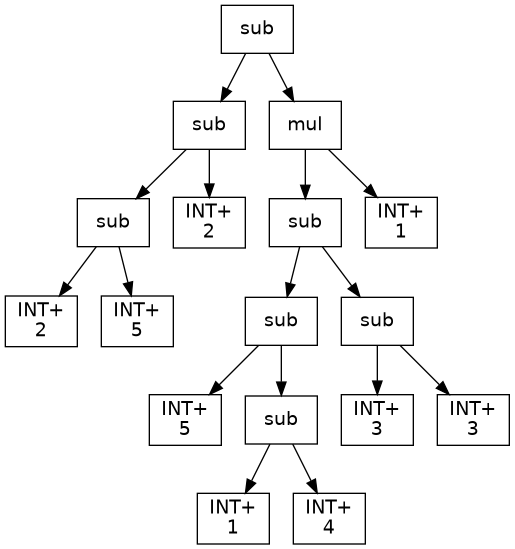 sub
sub
mul
sub
INT+
2
sub
INT+
1
INT+
2
INT+
5
sub
sub
INT+
5
sub
INT+
3
INT+
3
INT+
1
INT+
4